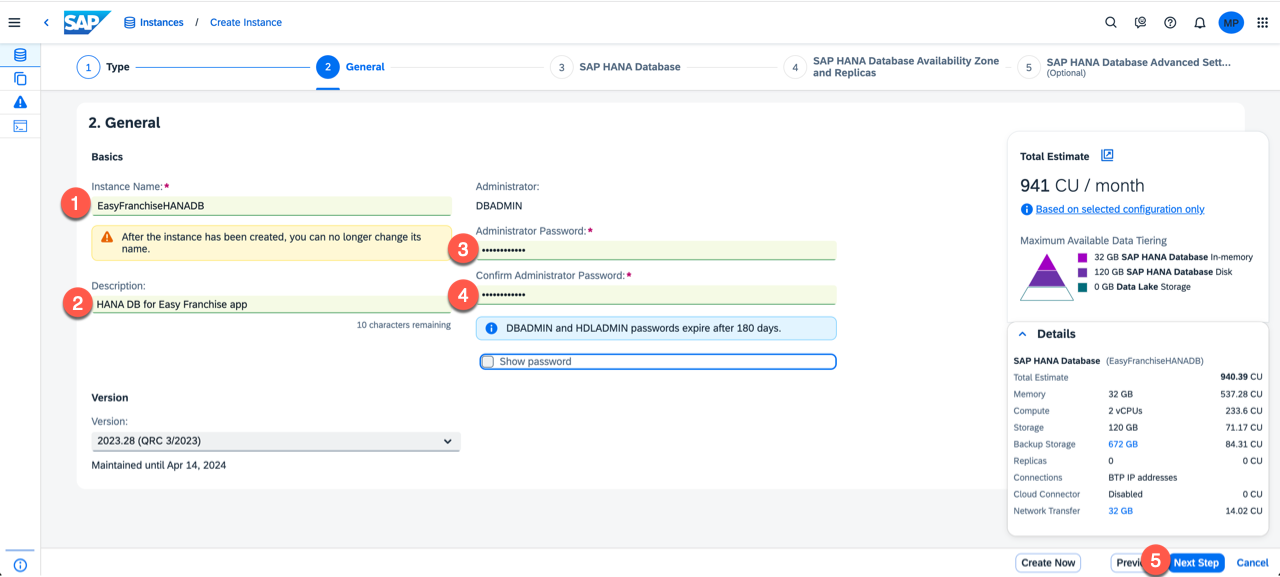 SAP
Instances / Create Instance
MP
1 Type
2 General
3 SAP HANA Database
4 SAP HANA Database Availability Zone
and Replicas
5 SAP HANA Database Advanced Sett...
(Optional)
2. General
Basics
Instance Name:*
1
EasyFranchiseHANADB
After the instance has been created, you can no longer change its
name.
Description:
2
HANA DB for Easy Franchise app
10 characters remaining
Version
Version:
2023.28 (QRC 3/2023)
Maintained until Apr 14, 2024
Administrator:
DBADMIN
Administrator Password:*
3
••••••••••••
Confirm Administrator Password:*
4
••••••••••••
DBADMIN and HDLADMIN passwords expire after 180 days.
Show password
Total Estimate
941 CU / month
Based on selected configuration only
Maximum Available Data Tiering
32 GB SAP HANA Database In-memory
120 GB SAP HANA Database Disk
0 GB Data Lake Storage
Details
SAP HANA Database (EasyFranchiseHANADB)
Total Estimate 940.39 CU
Memory 32 GB 537.28 CU
Compute 2 vCPUs 233.6 CU
Storage 120 GB 71.17 CU
Backup Storage 672 GB 84.31 CU
Replicas 0 0 CU
Connections BTP IP addresses
Cloud Connector Disabled 0 CU
Network Transfer 32 GB 14.02 CU
Create Now
5
Next Step
Cancel